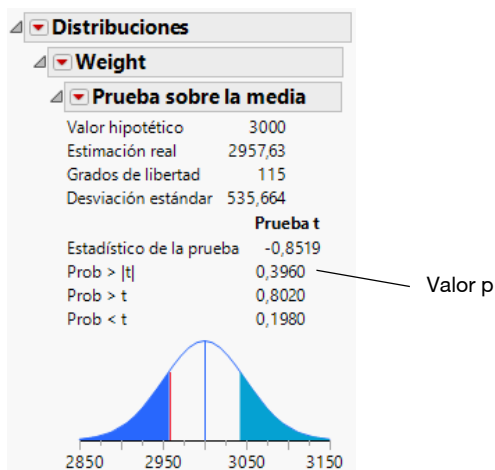 Distribuciones
Weight
Prueba sobre la media
Valor hipotético 3000
Estimación real 2957,63
Grados de libertad 115
Desviación estándar 535,664
Prueba t
Estadístico de la prueba -0,8519
Prob > |t| 0,3960 Valor p
Prob > t 0,8020
Prob < t 0,1980
2850 2950 3050 3150